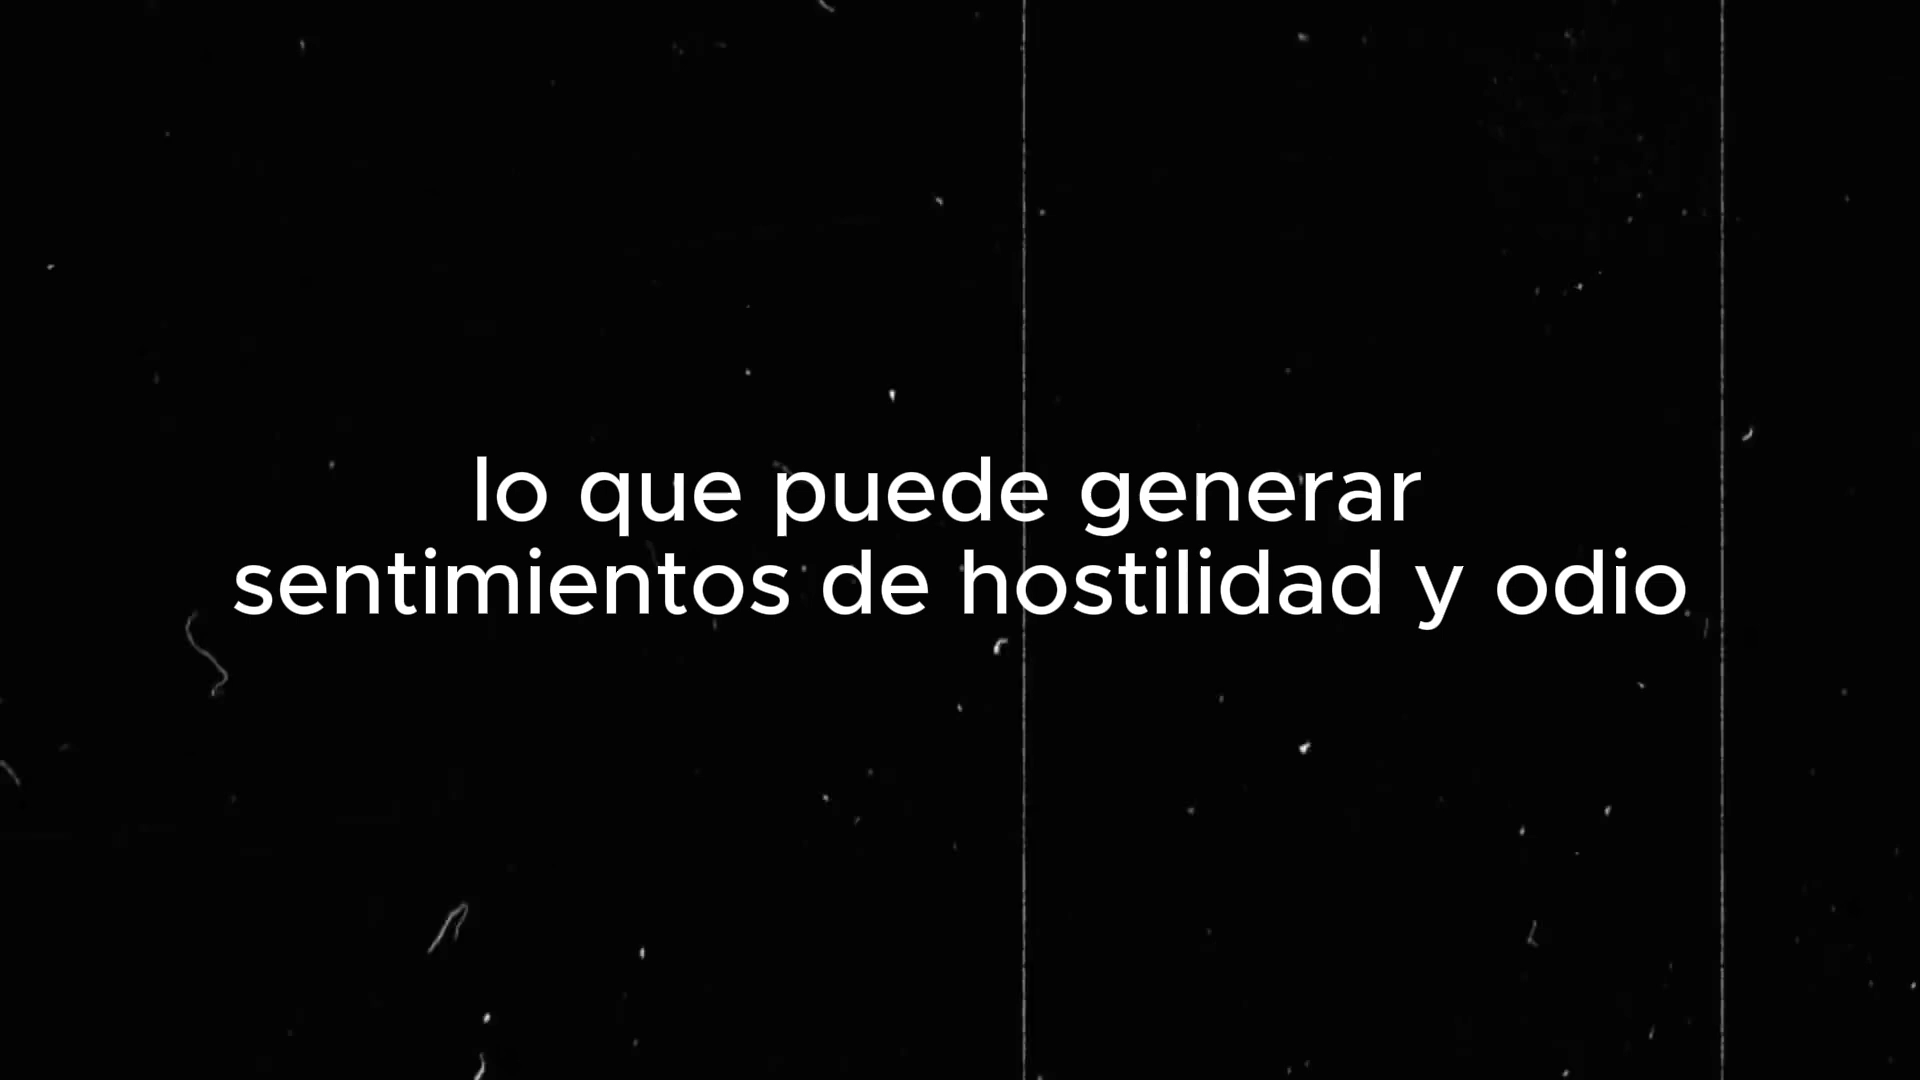 lo que puede generar
sentimientos de hostilidad y odio